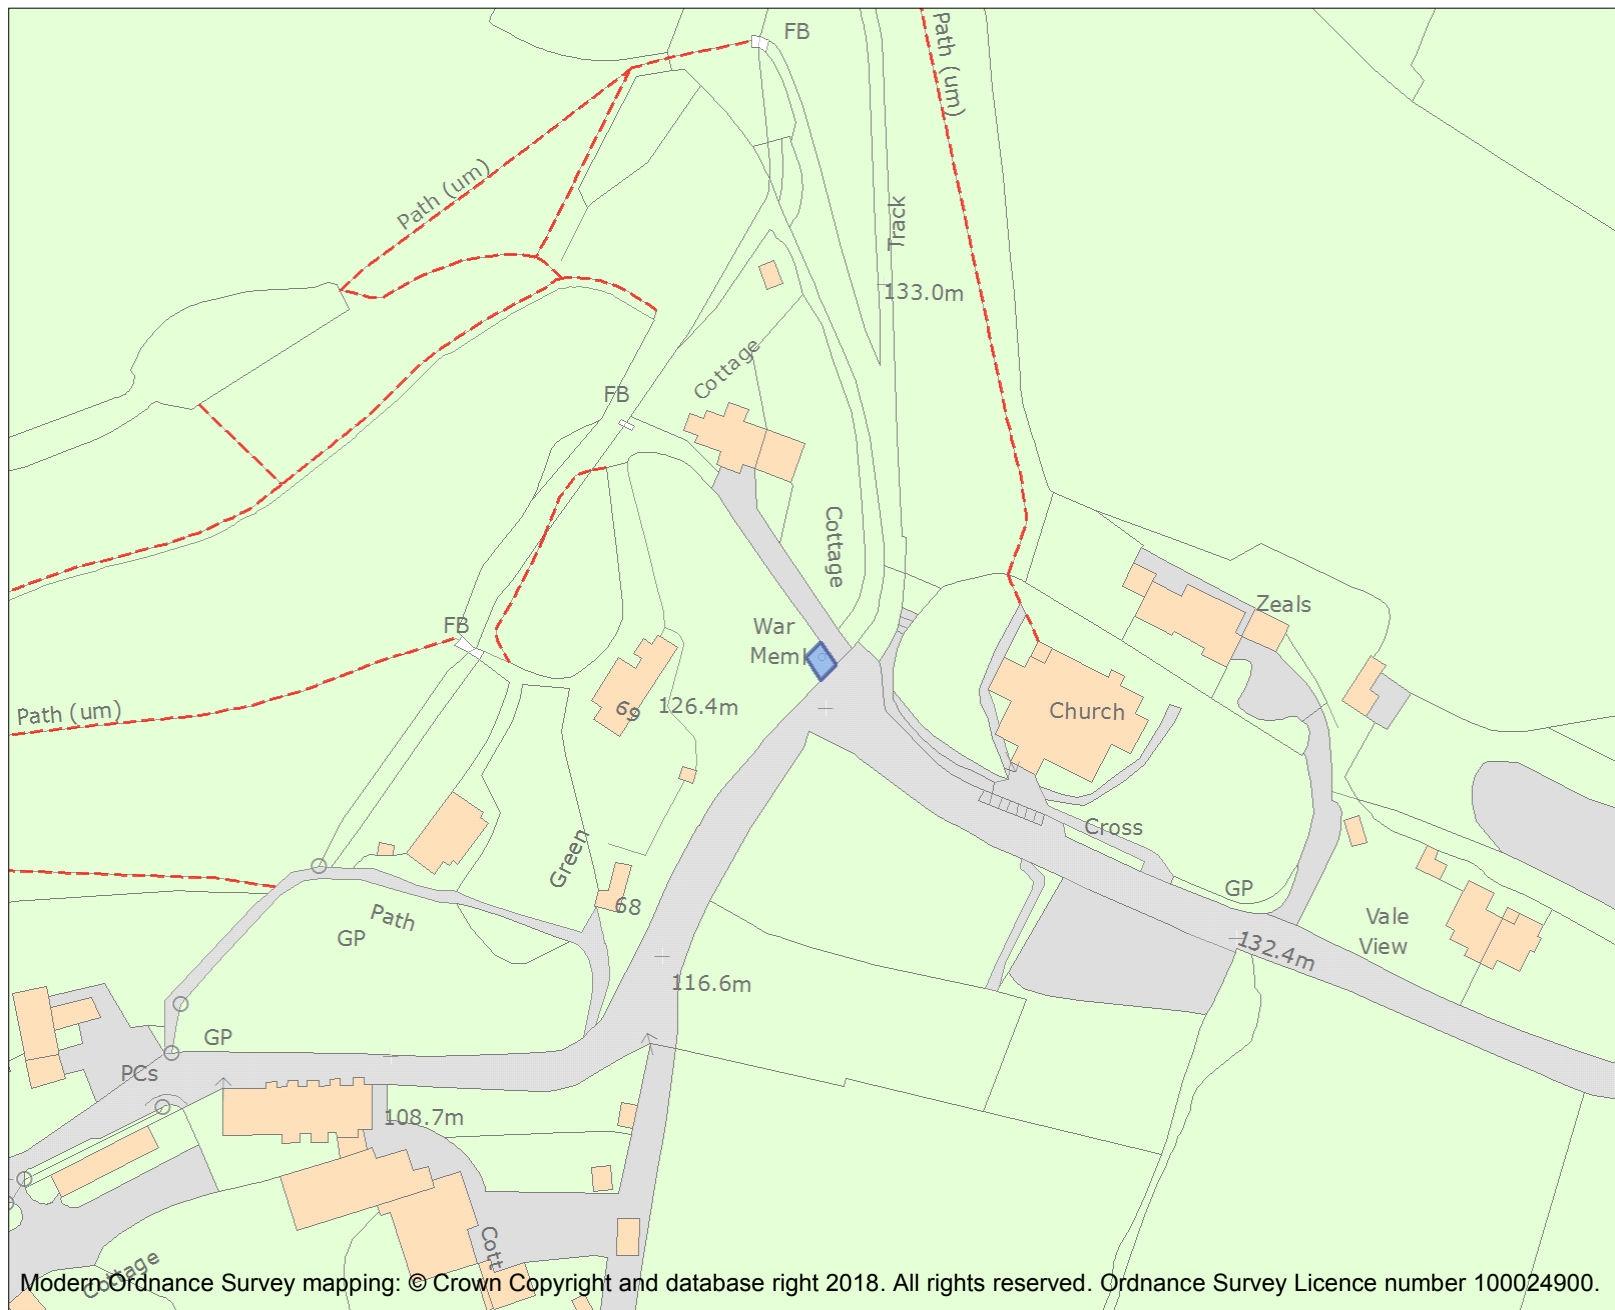 FB
Path (um)
Path (um)
Track
133.0m
Cottage
FB
Cottage
Zeals
War
Meml
FB
Path (um)
69
126.4m
Church
Cross
Green
68
GP
Path
GP
Vale
View
132.4m
116.6m
GP
PCs
108.7m
Cott
Cottage
Modern Ordnance Survey mapping: © Crown Copyright and database right 2018. All rights reserved. Ordnance Survey Licence number 100024900.